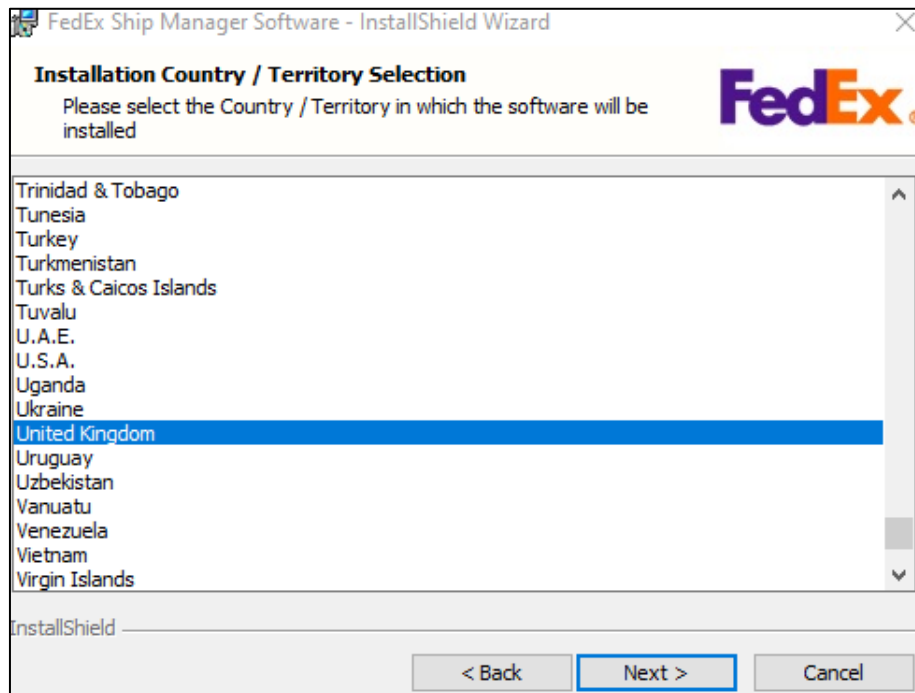 FedEx Ship Manager Software - InstallShield Wizard
Installation Country / Territory Selection
Please select the Country / Territory in which the software will be
installed
FedEx
Trinidad & Tobago
Tunesia
Turkey
Turkmenistan
Turks & Caicos Islands
Tuvalu
U.A.E.
U.S.A.
Uganda
Ukraine
United Kingdom
Uruguay
Uzbekistan
Vanuatu
Venezuela
Vietnam
Virgin Islands
InstallShield
< Back
Next >
Cancel